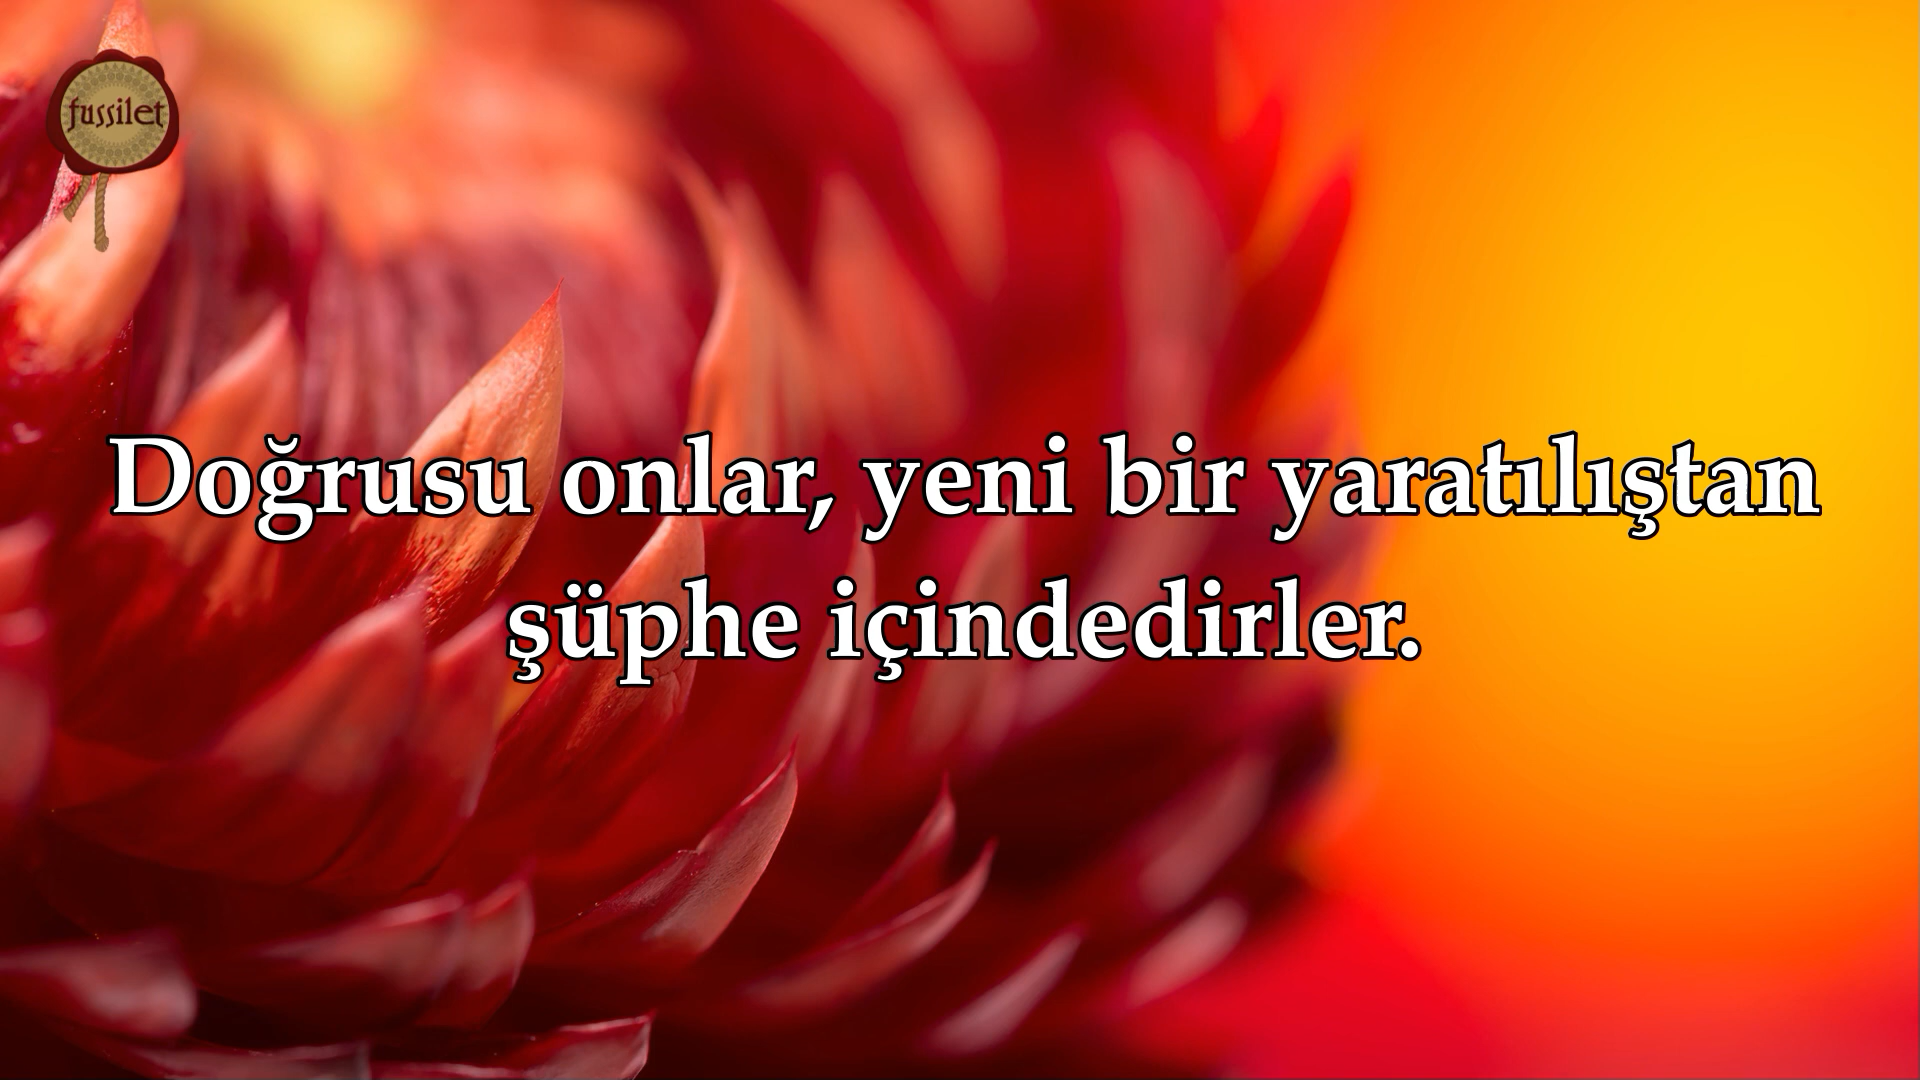 fussilet
Doğrusu onlar, yeni bir yaratılıştan
şüphe içindedirler.